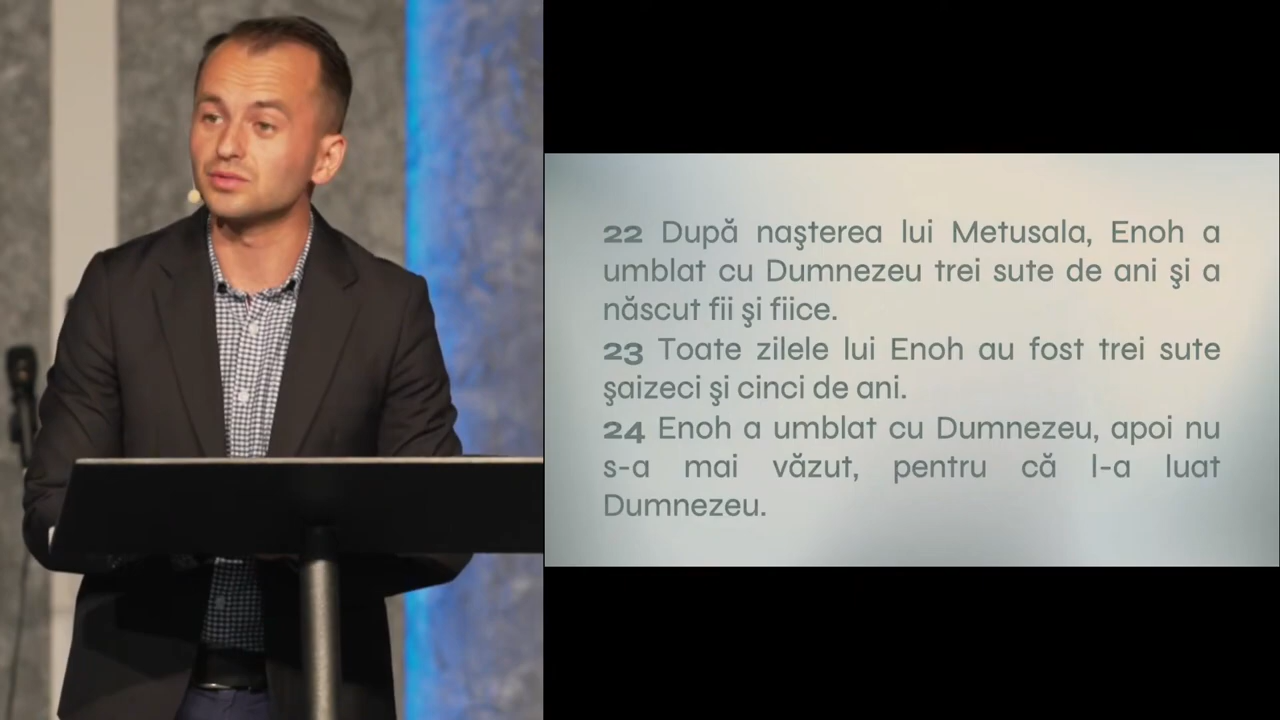 22 După naşterea lui Metusala, Enoh a
umblat cu Dumnezeu trei sute de ani şi a
născut fii şi fiice.
23 Toate zilele lui Enoh au fost trei sute
şaizeci şi cinci de ani.
24 Enoh a umblat cu Dumnezeu, apoi nu
s-a mai văzut, pentru că l-a luat
Dumnezeu.